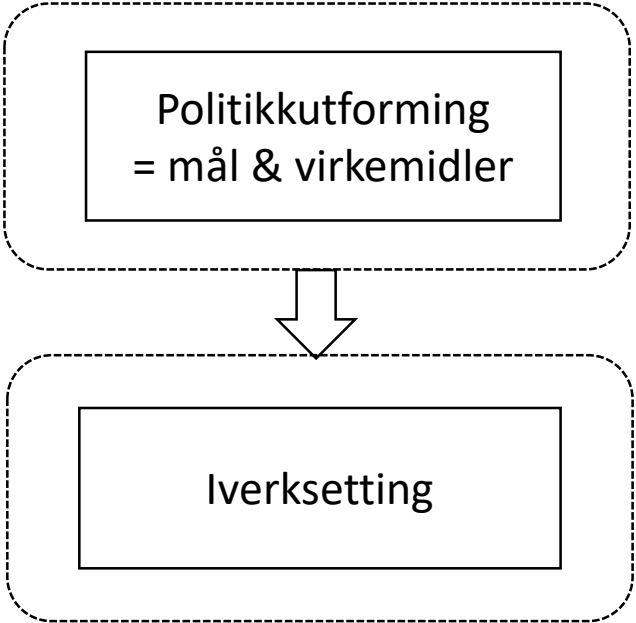 Politikkutforming
= mål & virkemidler
Iverksetting